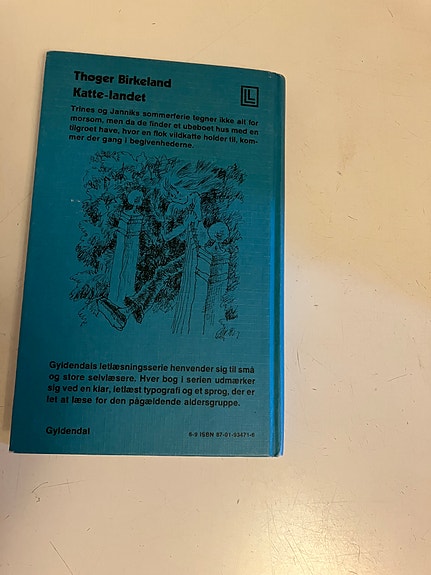 Thøger Birkeland
Katte-landet
Trines og Janniks sommerferie tegner ikke alt for
morsom, men da de finder et ubeboet hus med en
tilgroet have, hvor en flok vildkatte holder til, kom-
mer der gang i begivenhederne.
Gyldendals letlæsningsserie henvender sig til små
og store selvlæsere. Hver bog i serien udmærker
sig ved en klar, letlæst typografi og et sprog, der er
let at læse for den pågældende aldersgruppe.
Gyldendal
6-9 ISBN 87-01-93471-6